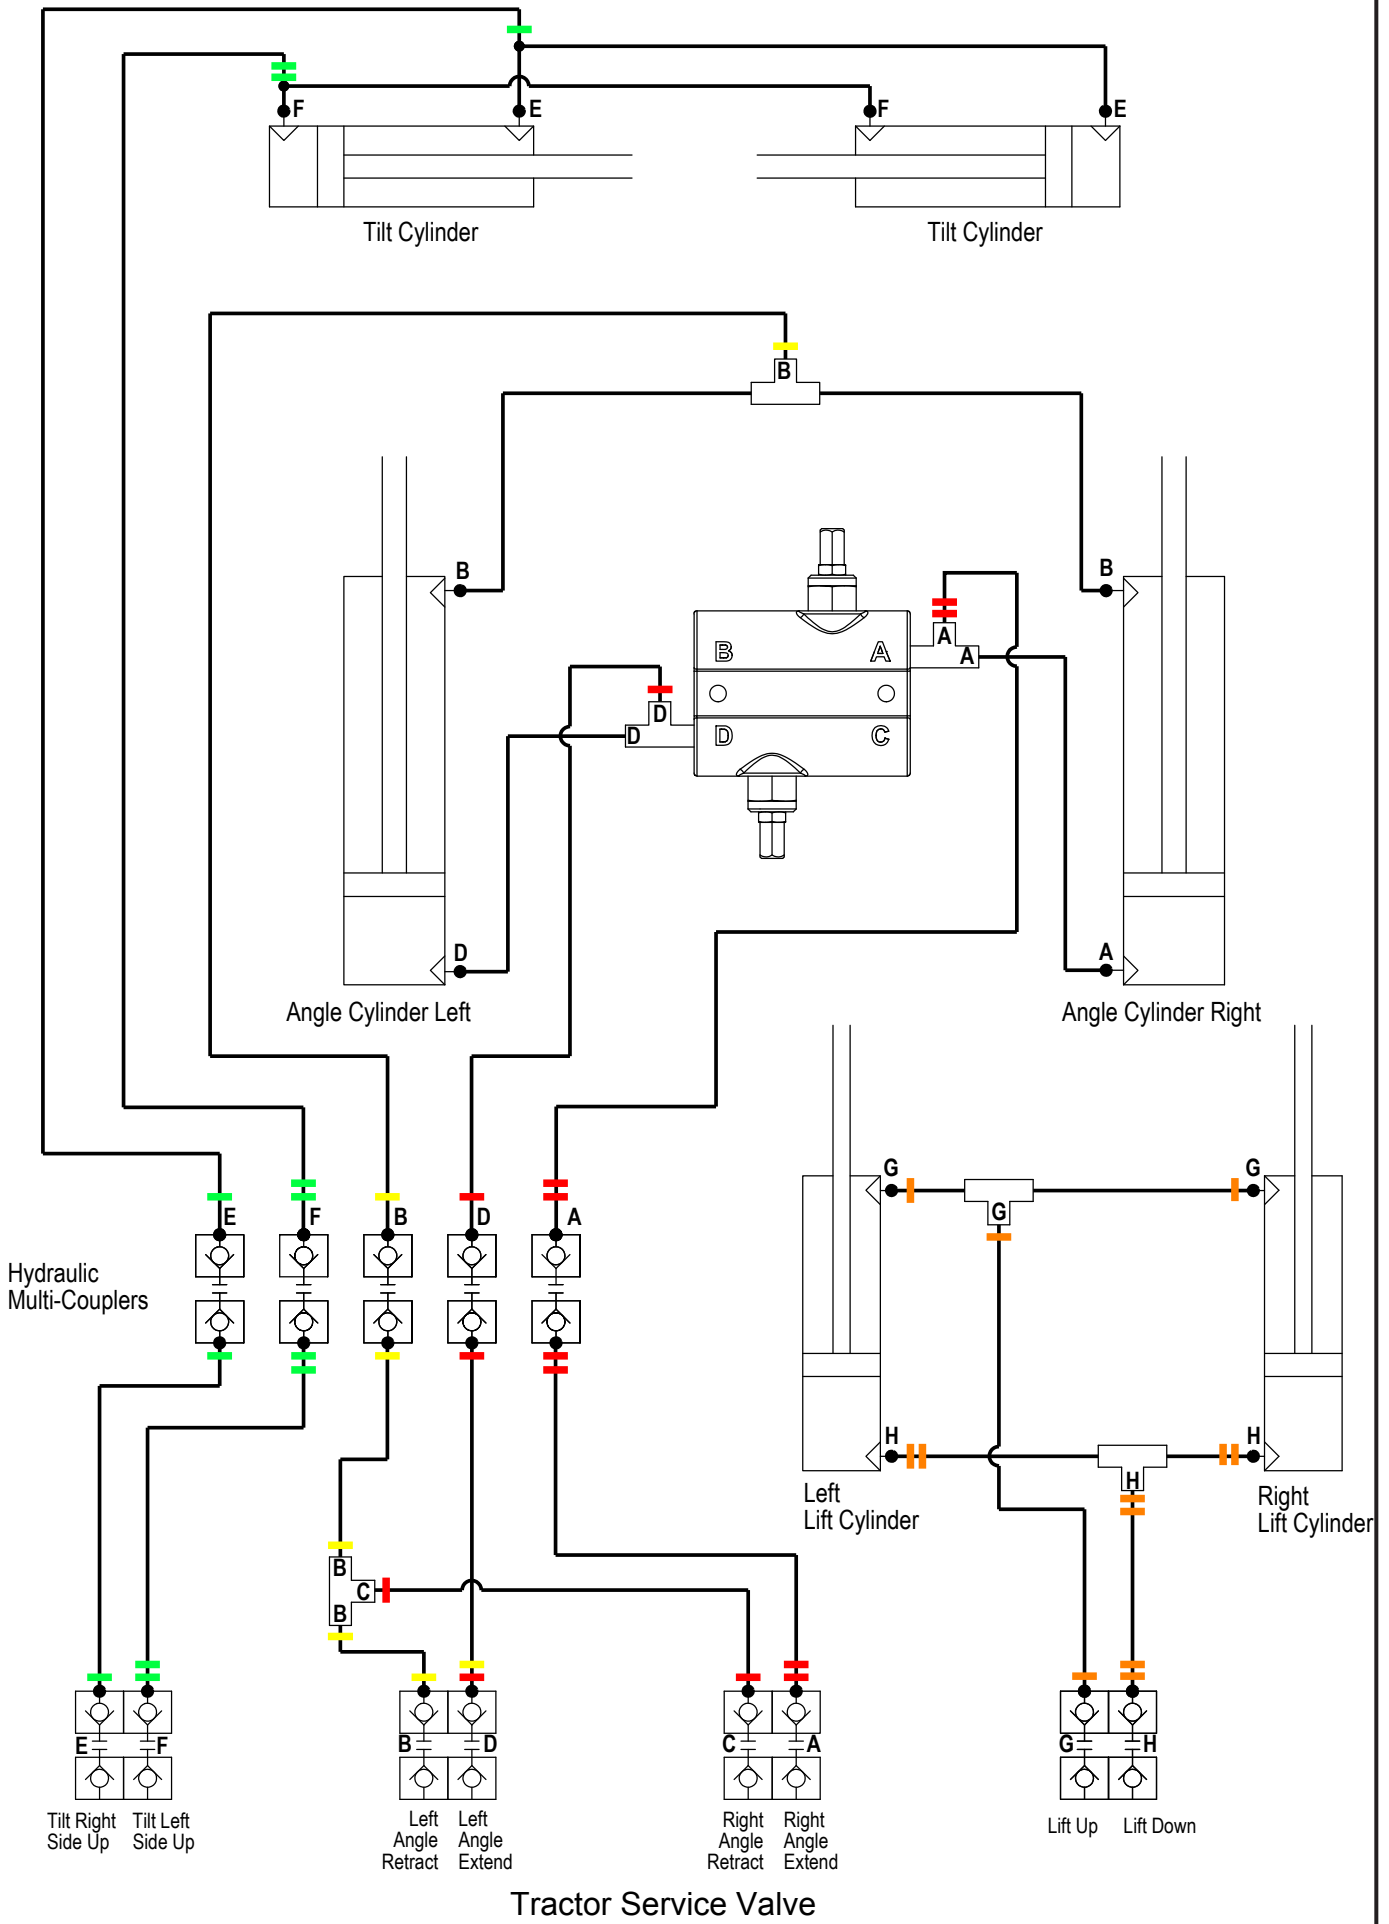 F
E
F
E
Tilt Cylinder
Tilt Cylinder
B
B
B
B
A
A
A
D
D
D
C
D
A
Angle Cylinder Left
Angle Cylinder Right
G
G
G
E
F
B
D
A
Hydraulic
Multi-Couplers
H
H
H
Left
Lift Cylinder
Right
Lift Cylinder
B
C
B
E
F
B
D
C
A
G
H
Tilt Right
Side Up
Tilt Left
Side Up
Left
Angle
Retract
Left
Angle
Extend
Right
Angle
Retract
Right
Angle
Extend
Lift Up
Lift Down
Tractor Service Valve